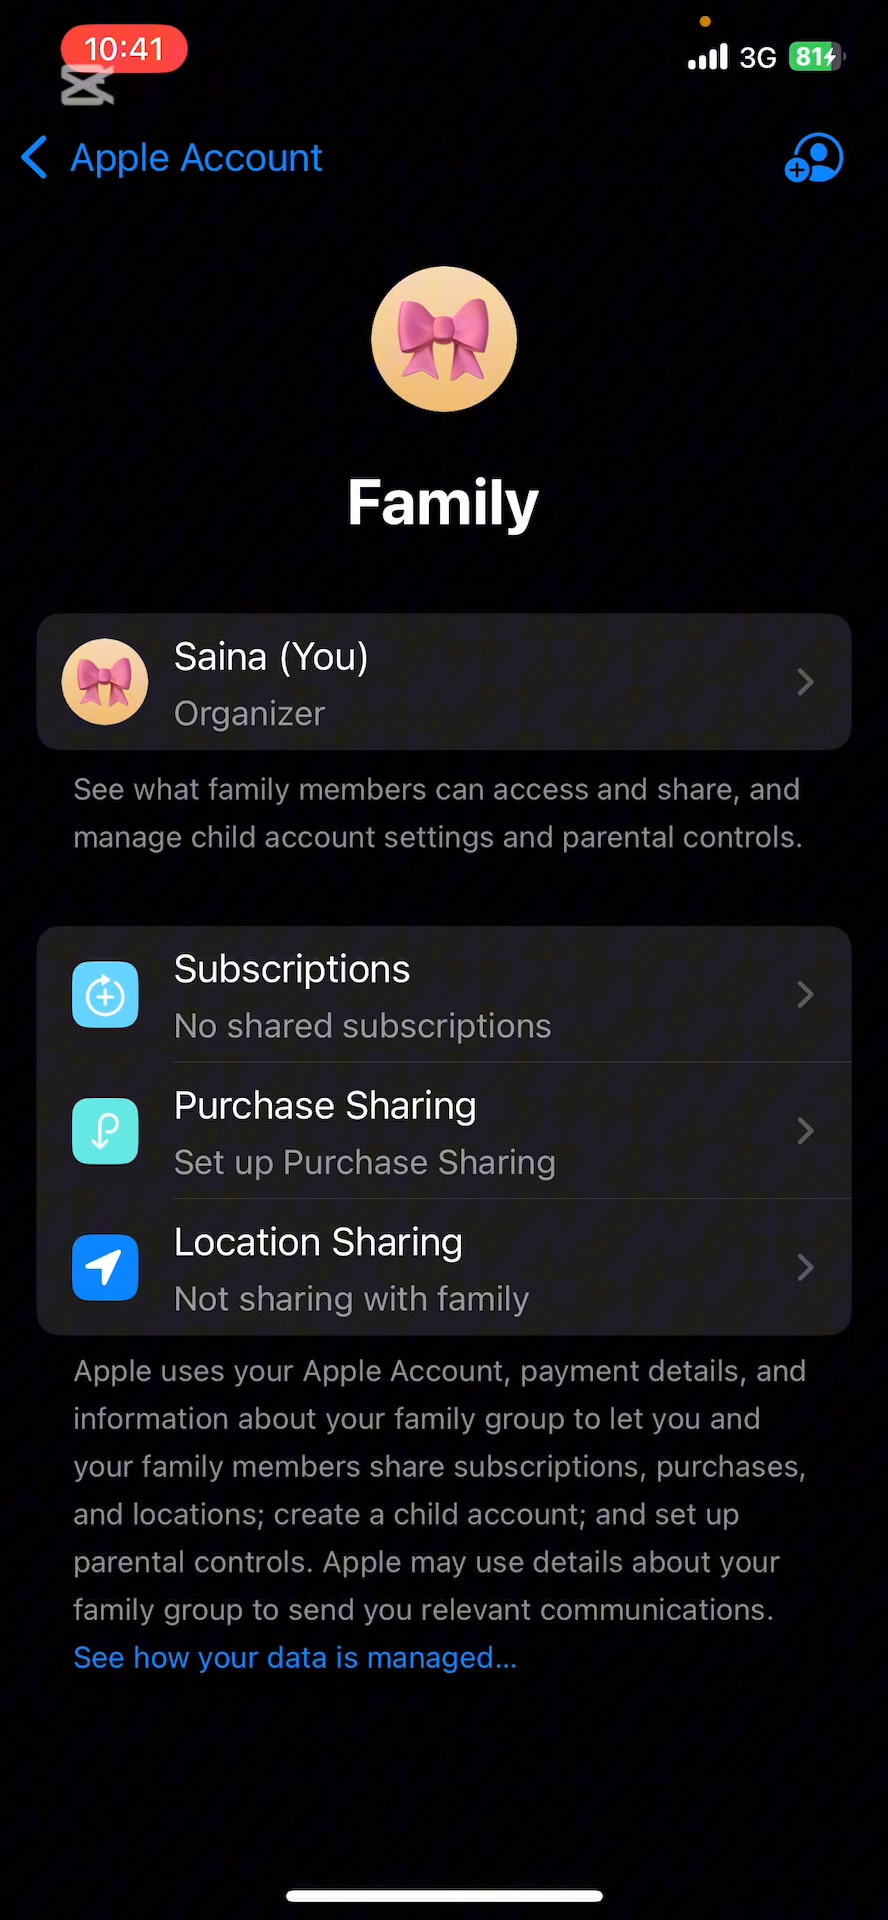 10:41
3G
81
Apple Account
Family
Saina (You)
Organizer
See what family members can access and share, and
manage child account settings and parental controls.
Subscriptions
No shared subscriptions
Purchase Sharing
Set up Purchase Sharing
Location Sharing
Not sharing with family
Apple uses your Apple Account, payment details, and
information about your family group to let you and
your family members share subscriptions, purchases,
and locations; create a child account; and set up
parental controls. Apple may use details about your
family group to send you relevant communications.
See how your data is managed...